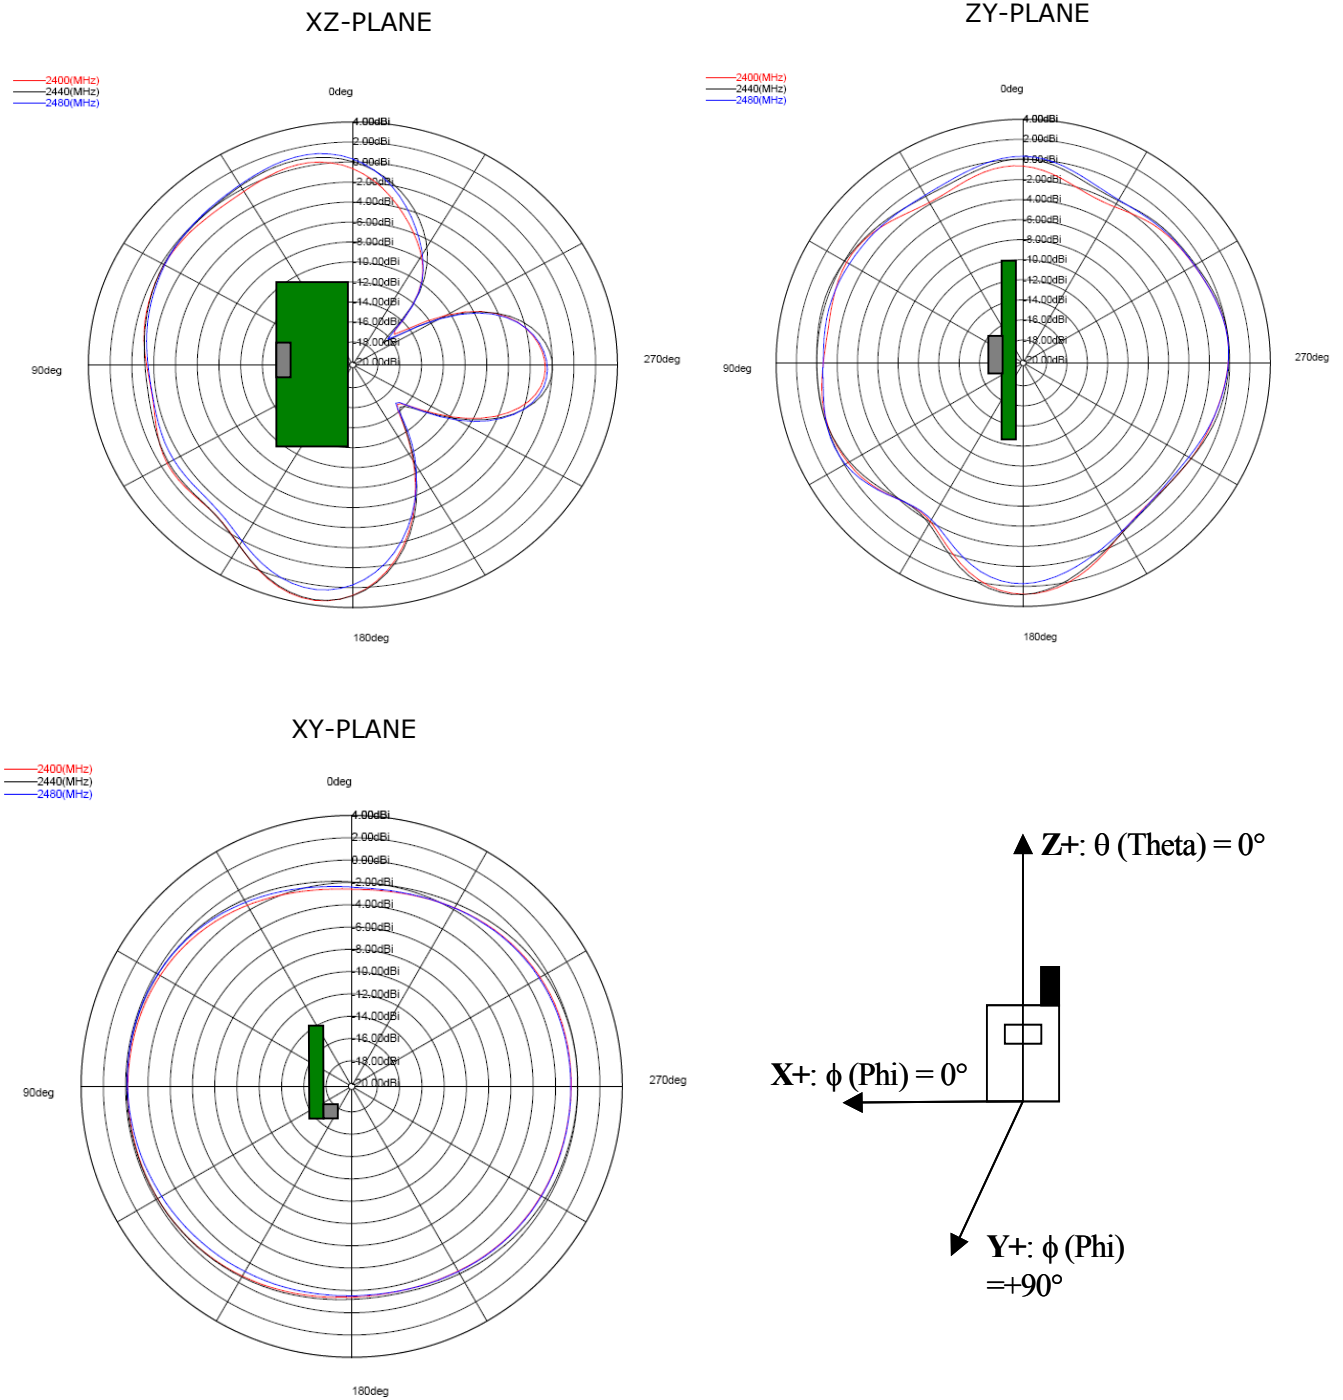 XZ-PLANE
2400(MHz)
2440(MHz)
2480(MHz)
0deg
4.00dBi
2.00dBi
0.00dBi
-2.00dBi
-4.00dBi
-6.00dBi
-8.00dBi
-10.00dBi
-12.00dBi
-14.00dBi
-16.00dBi
-18.00dBi
-20.00dBi
90deg
270deg
180deg
ZY-PLANE
2400(MHz)
2440(MHz)
2480(MHz)
0deg
4.00dBi
2.00dBi
0.00dBi
-2.00dBi
-4.00dBi
-6.00dBi
-8.00dBi
-10.00dBi
-12.00dBi
-14.00dBi
-16.00dBi
-18.00dBi
-20.00dBi
90deg
270deg
180deg
XY-PLANE
2400(MHz)
2440(MHz)
2480(MHz)
0deg
4.00dBi
2.00dBi
0.00dBi
-2.00dBi
-4.00dBi
-6.00dBi
-8.00dBi
-10.00dBi
-12.00dBi
-14.00dBi
-16.00dBi
-18.00dBi
-20.00dBi
90deg
270deg
180deg
Z+: θ (Theta) = 0°
X+: ϕ (Phi) = 0°
Y+: ϕ (Phi)
=+90°